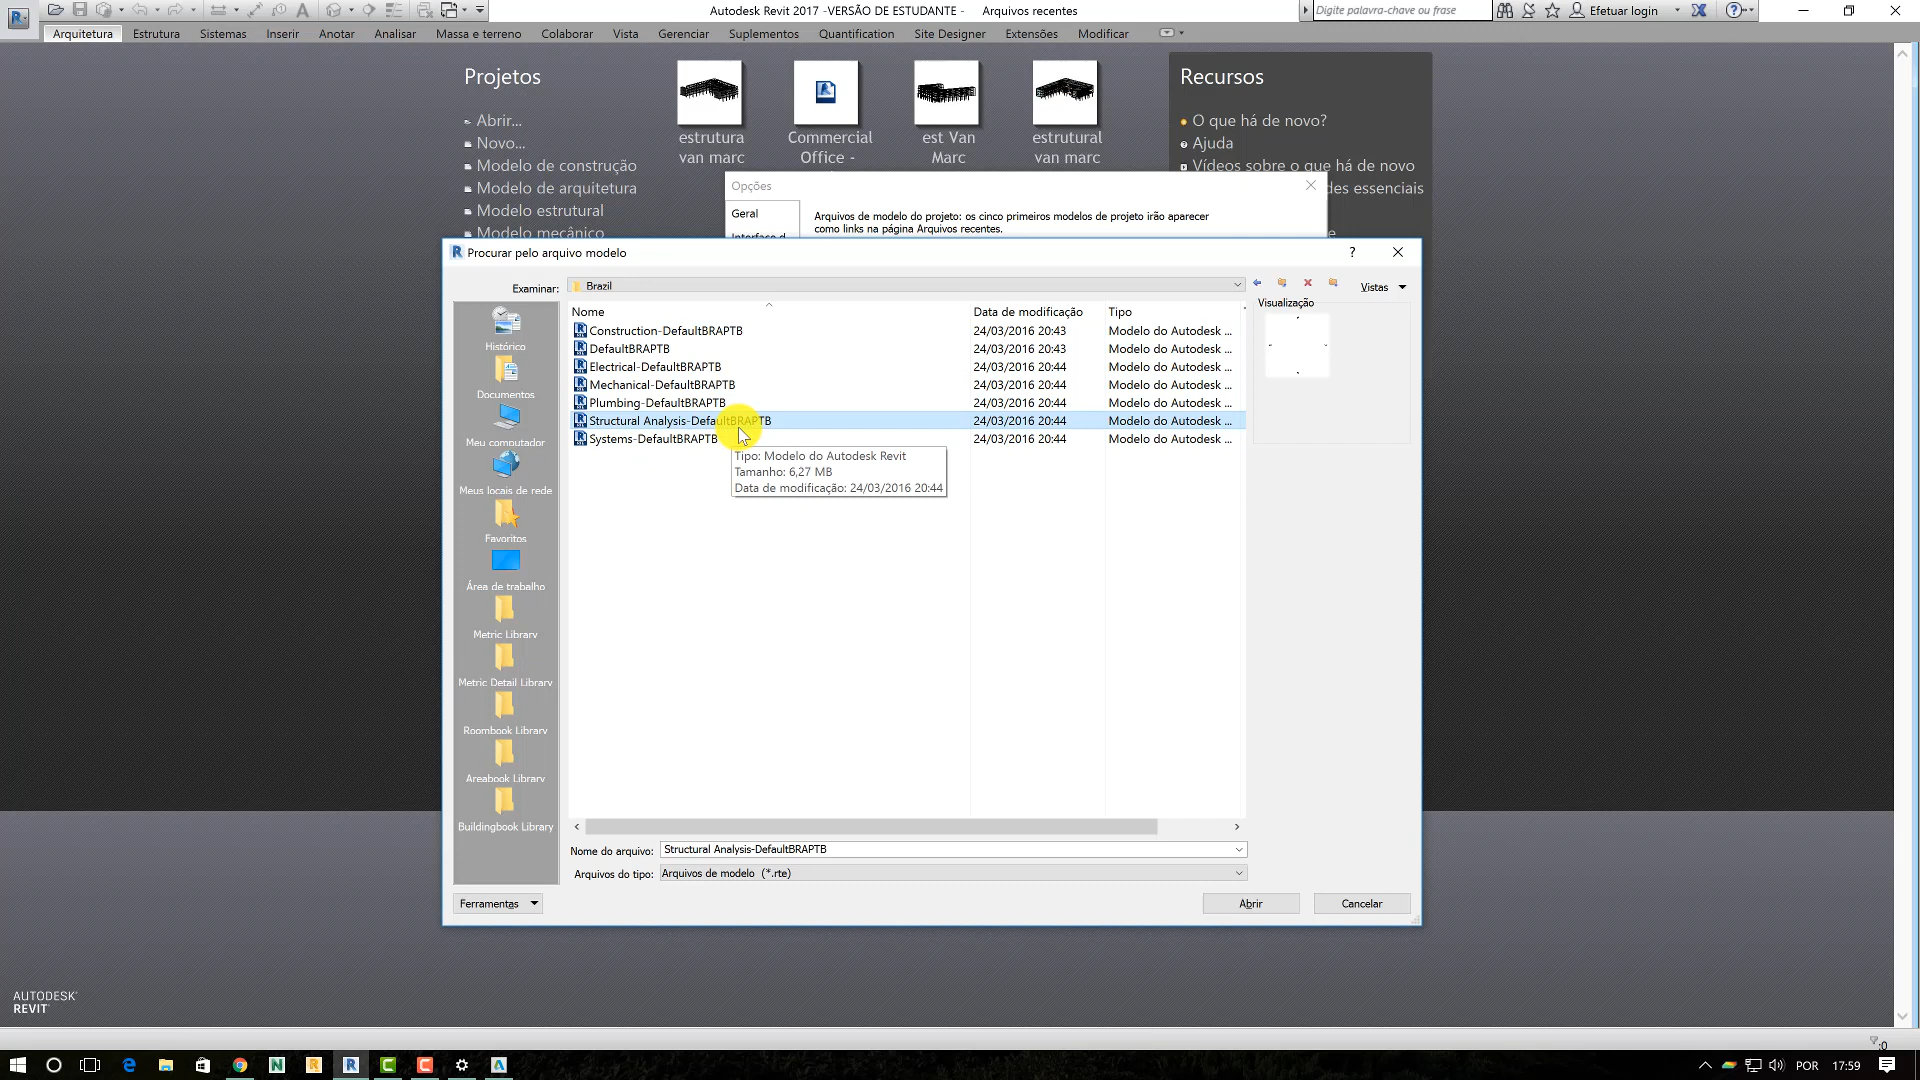 Autodesk Revit 2017 -VERSÃO DE ESTUDANTE - Arquivos recentes
Digite palavra-chave ou frase
Efetuar login
Arquitetura Estrutura Sistemas Inserir Anotar Analisar Massa e terreno Colaborar Vista Gerenciar Suplementos Quantification Site Designer Extensões Modificar
Projetos
Abrir...
Novo...
Modelo de construção
Modelo de arquitetura
Modelo estrutural
Modelo mecânico
estrutura
van marc
Commercial
Office -
est Van
Marc
estrutural
van marc
Recursos
O que há de novo?
Ajuda
Vídeos sobre o que há de novo
des essenciais
Opções
Geral
Arquivos de modelo do projeto: os cinco primeiros modelos de projeto irão aparecer
como links na página Arquivos recentes.
Procurar pelo arquivo modelo
Examinar: Brazil
Vistas
Visualização
Histórico
Documentos
Meu computador
Meus locais de rede
Favoritos
Área de trabalho
Metric Library
Metric Detail Library
Roombook Library
Areabook Library
Buildingbook Library
Nome Data de modificação Tipo
Construction-DefaultBRAPTB 24/03/2016 20:43 Modelo do Autodesk ...
DefaultBRAPTB 24/03/2016 20:43 Modelo do Autodesk ...
Electrical-DefaultBRAPTB 24/03/2016 20:44 Modelo do Autodesk ...
Mechanical-DefaultBRAPTB 24/03/2016 20:44 Modelo do Autodesk ...
Plumbing-DefaultBRAPTB 24/03/2016 20:44 Modelo do Autodesk ...
Structural Analysis-DefaultBRAPTB 24/03/2016 20:44 Modelo do Autodesk ...
Systems-DefaultBRAPTB 24/03/2016 20:44 Modelo do Autodesk ...
Tipo: Modelo do Autodesk Revit
Tamanho: 6,27 MB
Data de modificação: 24/03/2016 20:44
Nome do arquivo: Structural Analysis-DefaultBRAPTB
Arquivos do tipo: Arquivos de modelo (*.rte)
Ferramentas
Abrir
Cancelar
AUTODESK
REVIT
:0
POR 17:59